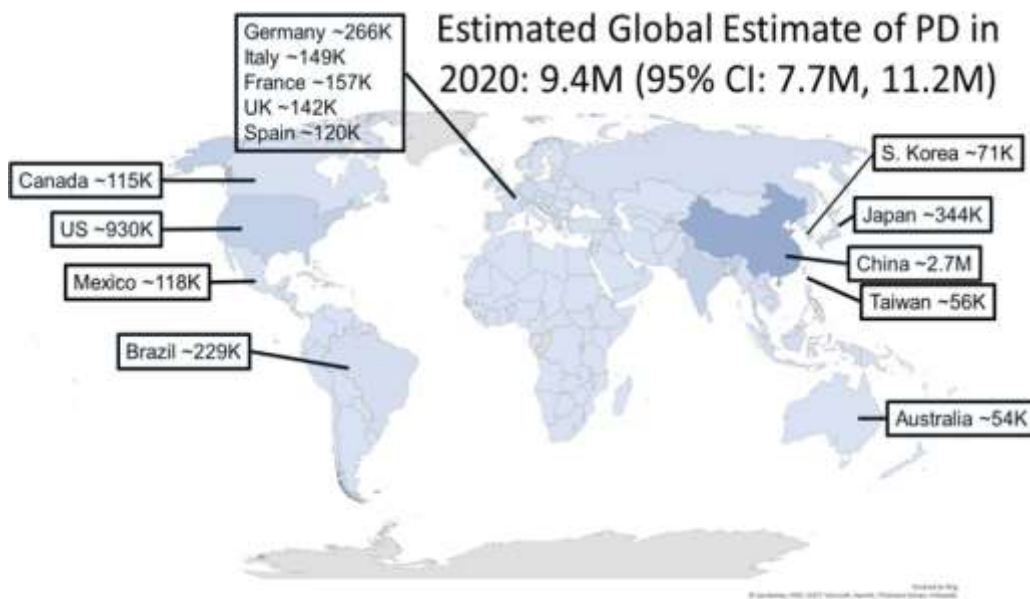 Estimated Global Estimate of PD in
2020: 9.4M (95% CI: 7.7M, 11.2M)
Germany ~266K
Italy ~149K
France ~157K
UK ~142K
Spain ~120K
Canada ~115K
US ~930K
Mexico ~118K
Brazil ~229K
S. Korea ~71K
Japan ~344K
China ~2.7M
Taiwan ~56K
Australia ~54K